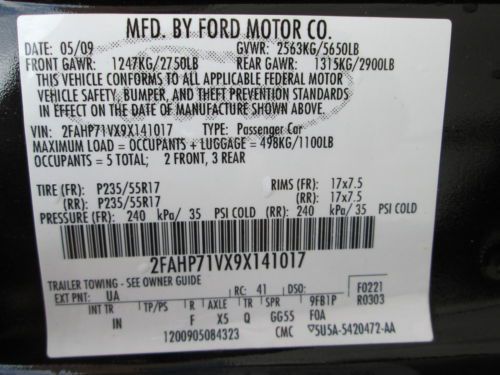 MFD. BY FORD MOTOR CO.
DATE: 05/09 GVWR: 2563KG/5650LB
FRONT GAWR: 1247KG/2750LB REAR GAWR: 1315KG/2900LB
THIS VEHICLE CONFORMS TO ALL APPLICABLE FEDERAL MOTOR
VEHICLE SAFETY, BUMPER, AND THEFT PREVENTION STANDARDS
IN EFFECT ON THE DATE OF MANUFACTURE SHOWN ABOVE.
VIN: 2FAHP71VX9X141017 TYPE: Passenger Car
MAXIMUM LOAD = OCCUPANTS + LUGGAGE = 498KG/1100LB
OCCUPANTS = 5 TOTAL: 2 FRONT, 3 REAR
TIRE (FR): P235/55R17 RIMS (FR): 17x7.5
(RR): P235/55R17 (RR): 17x7.5
PRESSURE (FR): 240 kPa/ 35 PSI COLD (RR): 240 kPa/ 35 PSI COLD
2FAHP71VX9X141017
TRAILER TOWING - SEE OWNER GUIDE F0221
EXT PNT: UA RC: 41 DSO: R0303
INT TR TP/PS R AXLE TR SPR 9FB1P
IN F X5 Q GG55 F0A
1200905084323 CMC 5U5A-5420472-AA